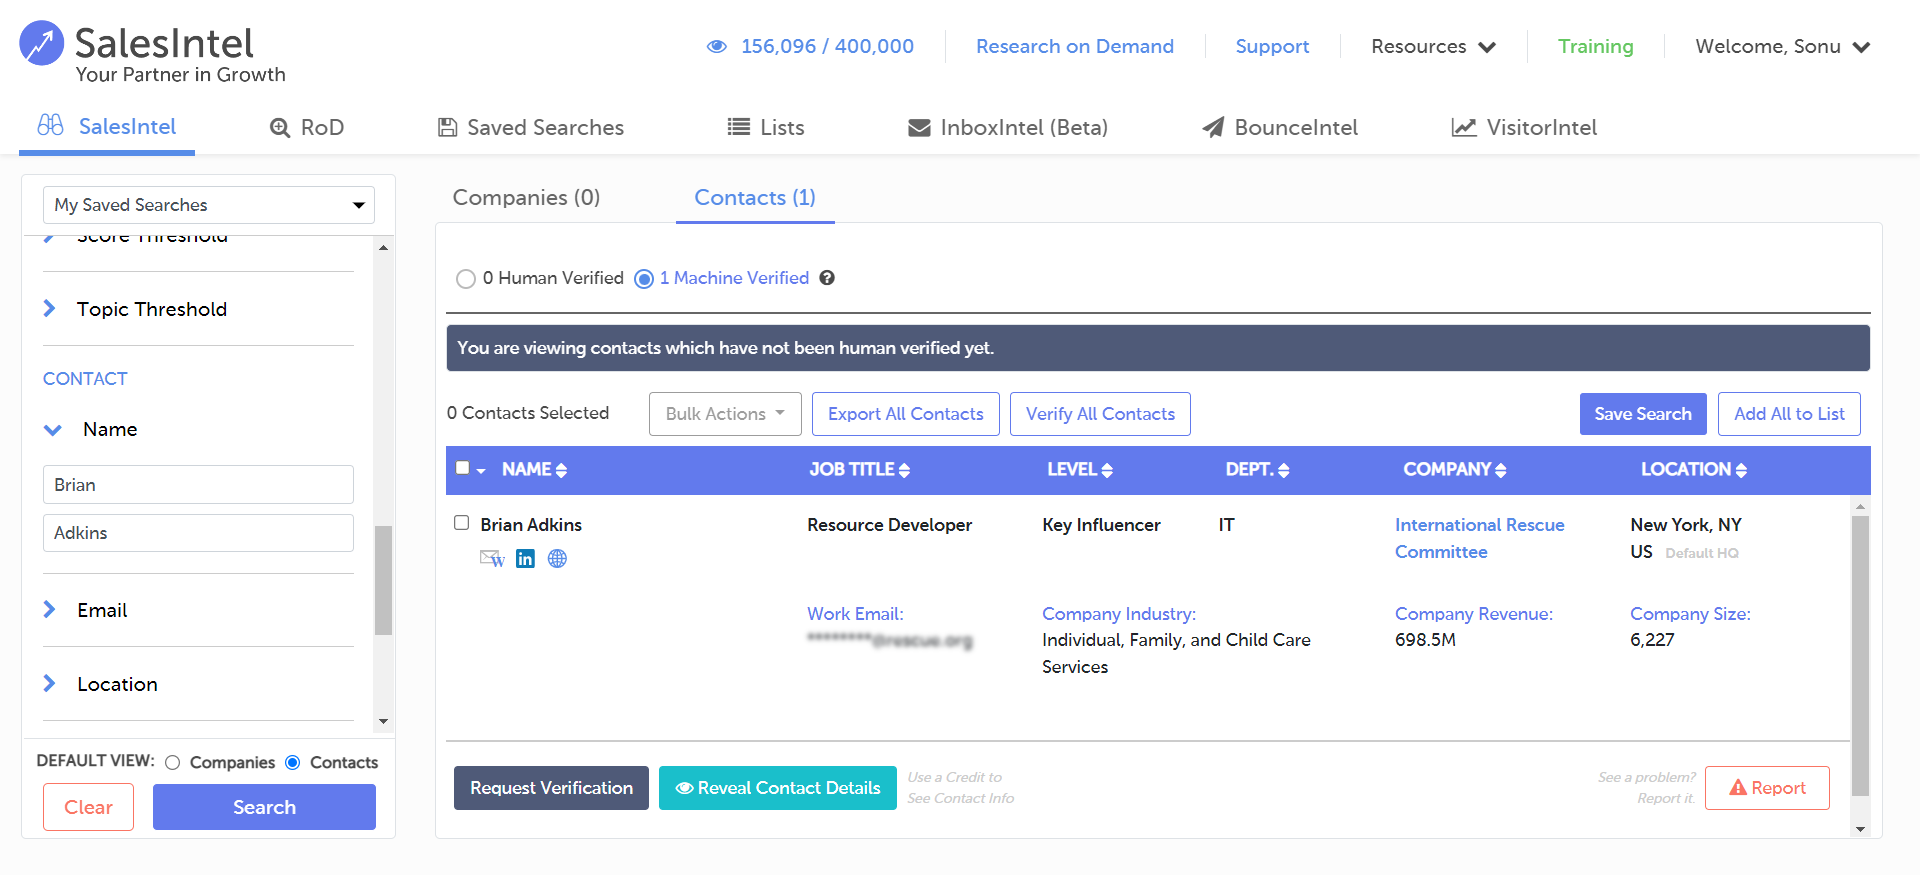 SalesIntel
Your Partner in Growth
156,096 / 400,000
Research on Demand
Support
Resources
Training
Welcome, Sonu
SalesIntel
RoD
Saved Searches
Lists
InboxIntel (Beta)
BounceIntel
VisitorIntel
My Saved Searches
Score Threshold
Topic Threshold
CONTACT
Name
Brian
Adkins
Email
Location
DEFAULT VIEW: Companies Contacts
Clear
Search
Companies (0)
Contacts (1)
0 Human Verified
1 Machine Verified
You are viewing contacts which have not been human verified yet.
0 Contacts Selected
Bulk Actions
Export All Contacts
Verify All Contacts
Save Search
Add All to List
NAME JOB TITLE LEVEL DEPT. COMPANY LOCATION
Brian Adkins
Resource Developer
Key Influencer
IT
International Rescue
Committee
New York, NY
US Default HQ
Work Email:
********@rescue.org
Company Industry:
Individual, Family, and Child Care
Services
Company Revenue:
698.5M
Company Size:
6,227
Request Verification
Reveal Contact Details
Use a Credit to
See Contact Info
See a problem?
Report it.
Report